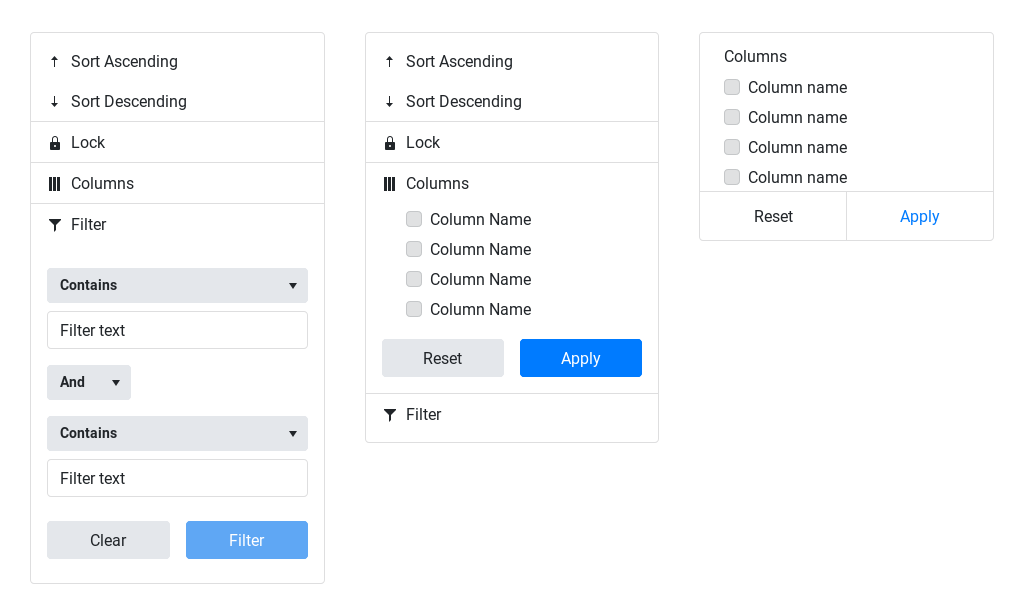 Sort Ascending
Sort Descending
Lock
Columns
Filter
Contains
Filter text
And
Contains
Filter text
Clear
Filter
Sort Ascending
Sort Descending
Lock
Columns
Column Name
Column Name
Column Name
Column Name
Reset
Apply
Filter
Columns
Column name
Column name
Column name
Column name
Reset
Apply